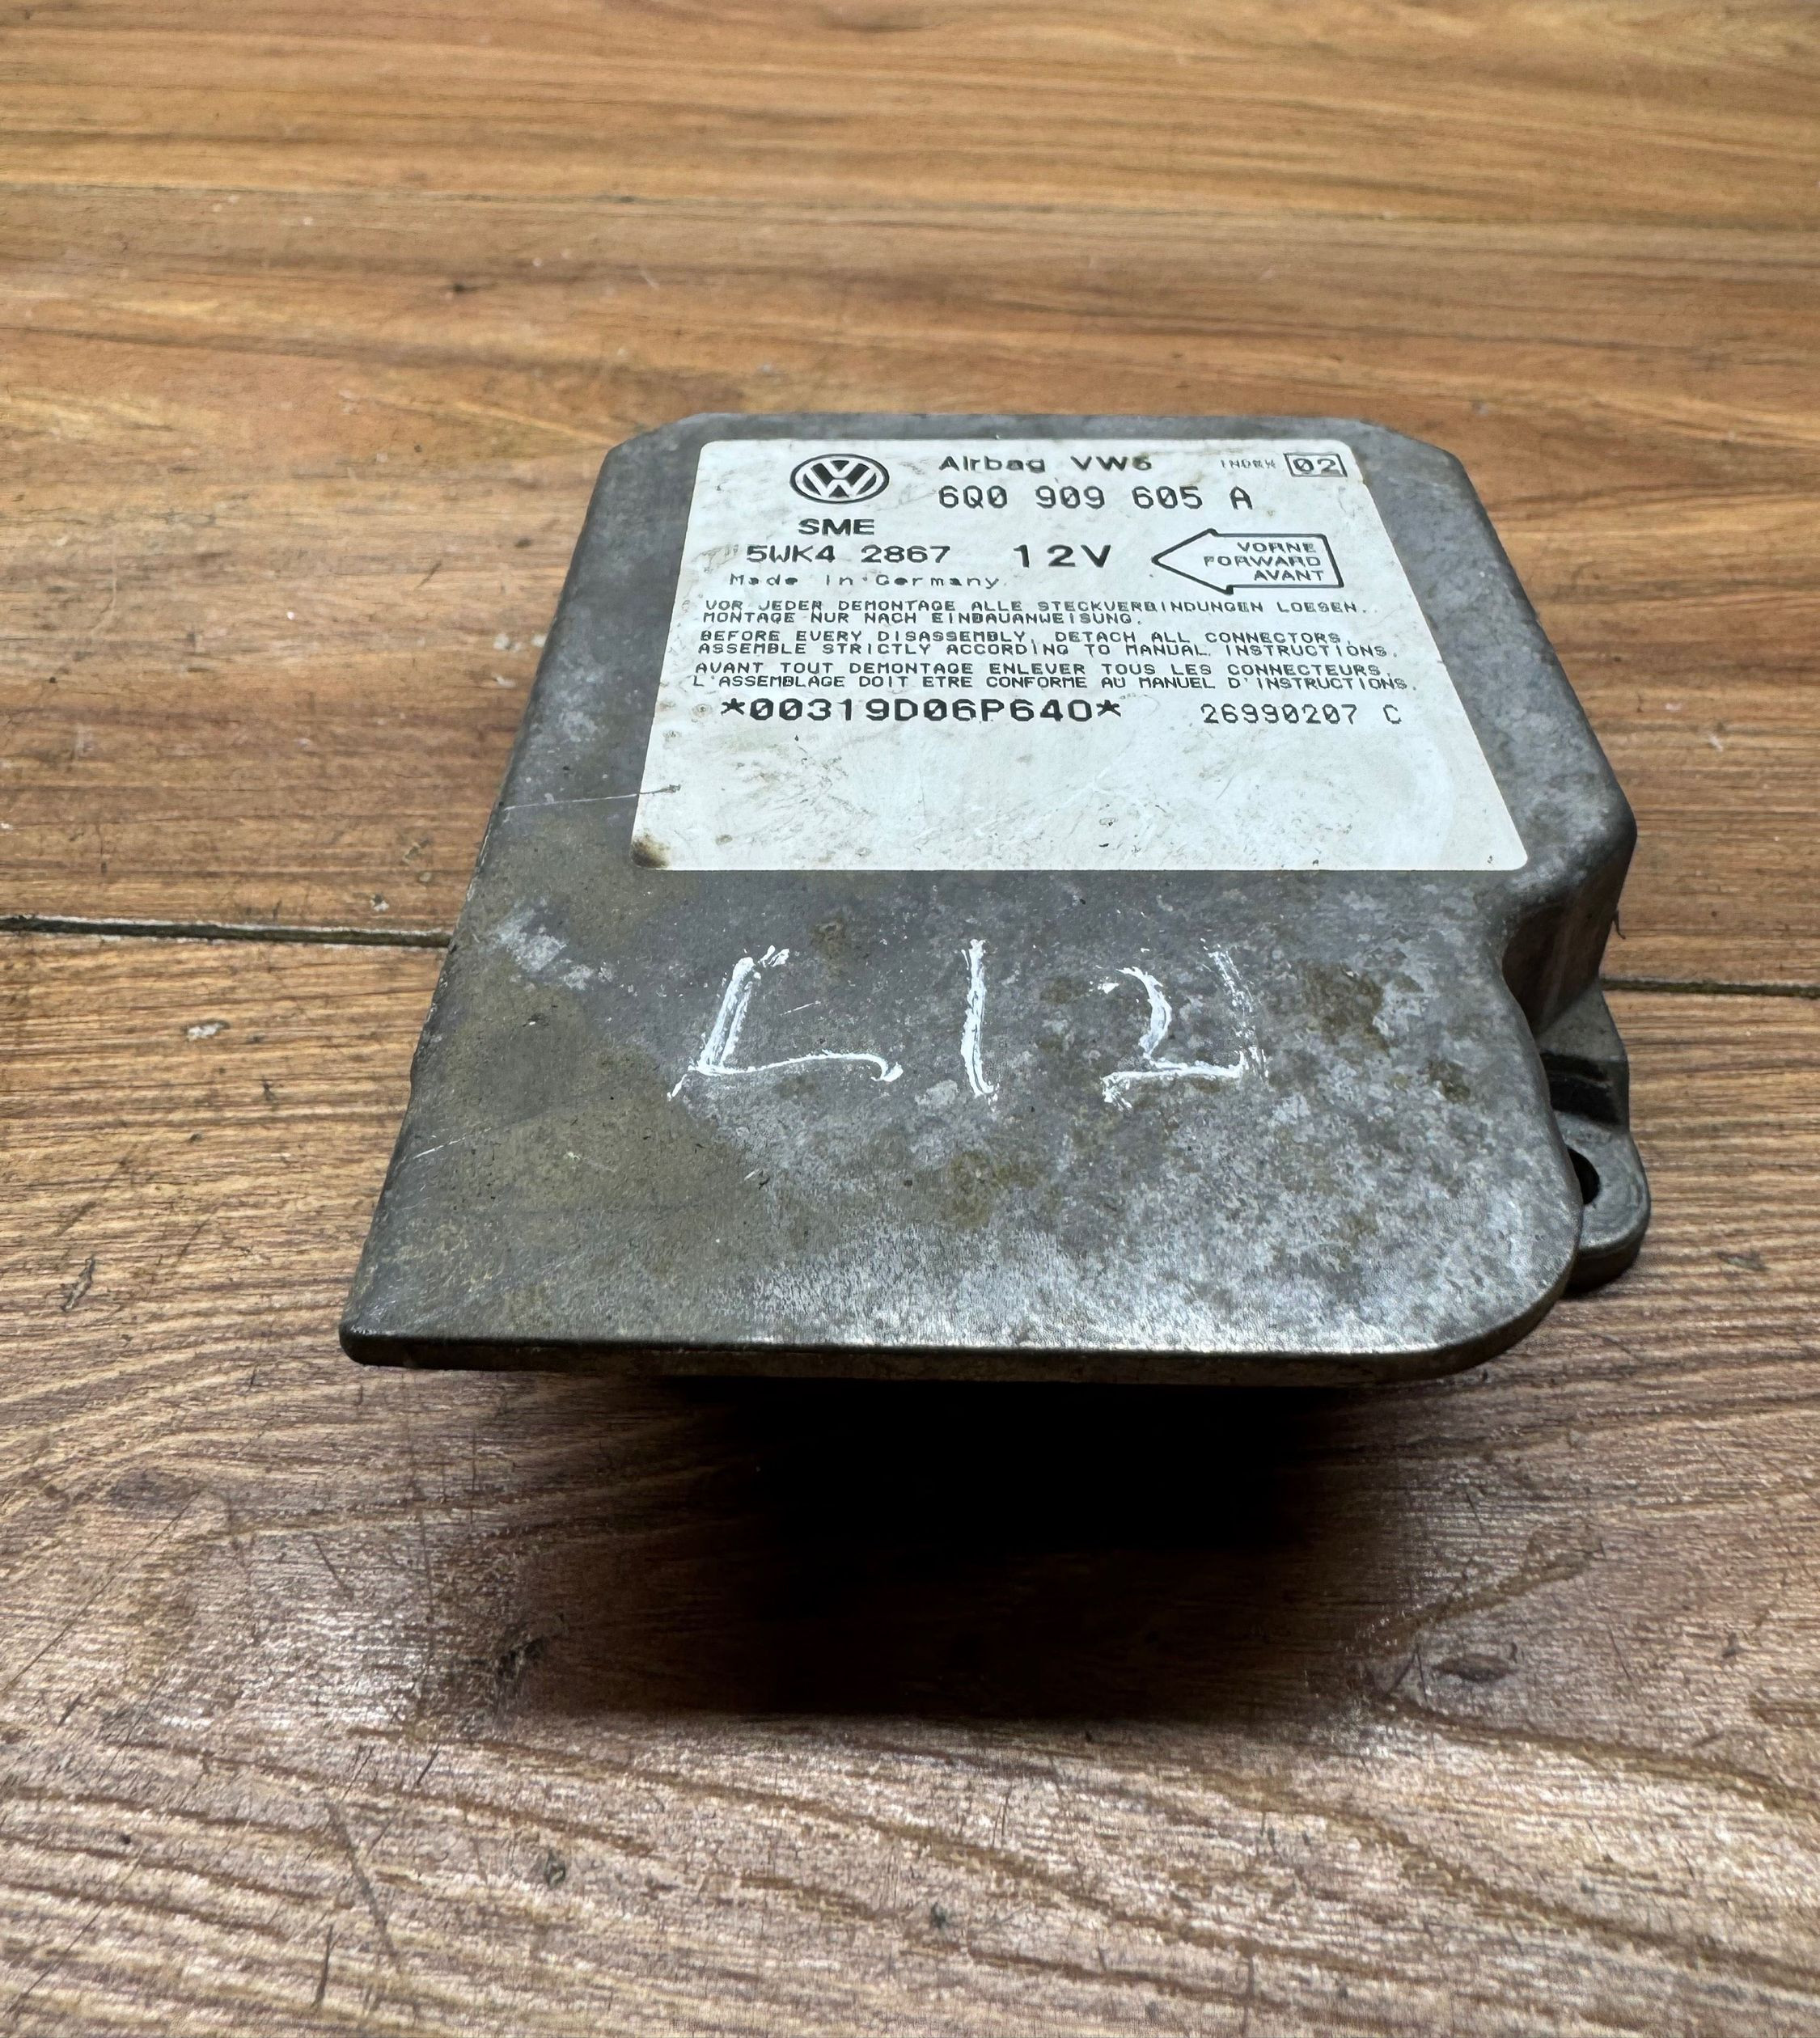 Airbag VW5 INDEX 02
6Q0 909 605 A
SME
5WK4 2867 12V
VORNE
FORWARD
AVANT
Made in Germany
VOR JEDER DEMONTAGE ALLE STECKVERBINDUNGEN LOESEN.
MONTAGE NUR NACH EINBAUANWEISUNG.
BEFORE EVERY DISASSEMBLY, DETACH ALL CONNECTORS,
ASSEMBLE STRICTLY ACCORDING TO MANUAL INSTRUCTIONS.
AVANT TOUT DEMONTAGE ENLEVER TOUS LES CONNECTEURS,
L'ASSEMBLAGE DOIT ETRE CONFORME AU MANUEL D'INSTRUCTIONS.
*00319D06P640* 26990207 C